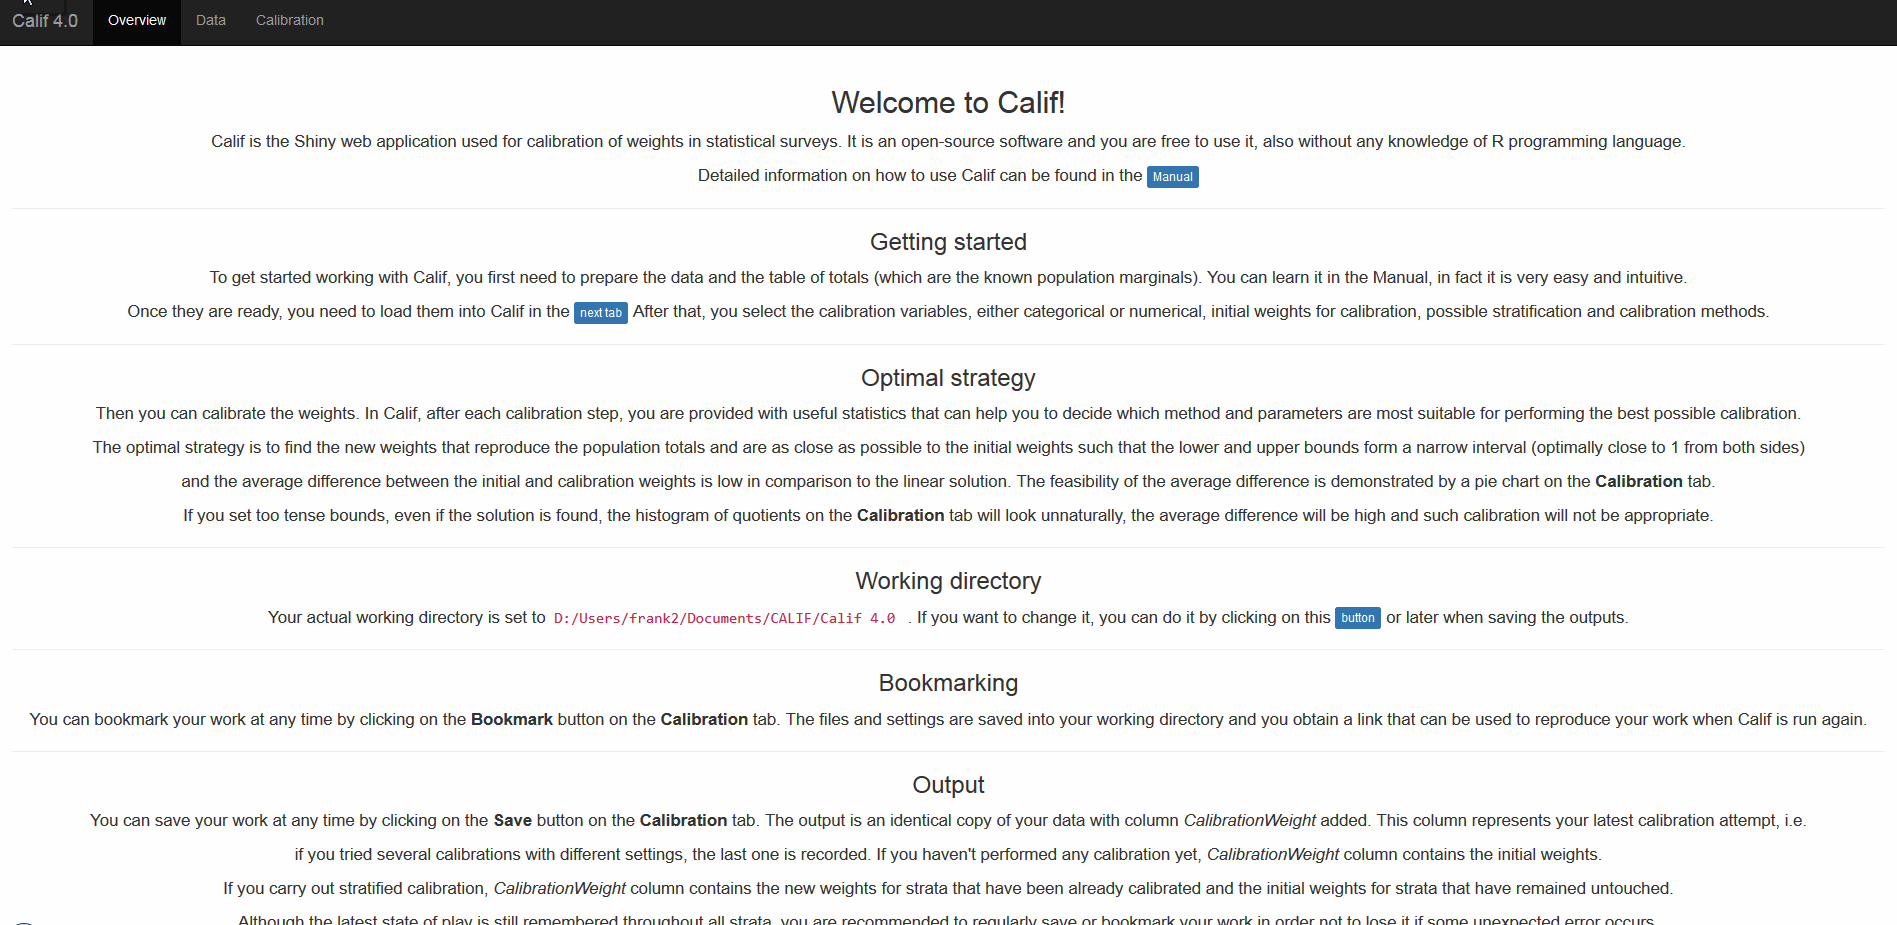 Calif 4.0 Overview Data Calibration
Welcome to Calif!
Calif is the Shiny web application used for calibration of weights in statistical surveys. It is an open-source software and you are free to use it, also without any knowledge of R programming language.
Detailed information on how to use Calif can be found in the Manual
Getting started
To get started working with Calif, you first need to prepare the data and the table of totals (which are the known population marginals). You can learn it in the Manual, in fact it is very easy and intuitive.
Once they are ready, you need to load them into Calif in the next tab After that, you select the calibration variables, either categorical or numerical, initial weights for calibration, possible stratification and calibration methods.
Optimal strategy
Then you can calibrate the weights. In Calif, after each calibration step, you are provided with useful statistics that can help you to decide which method and parameters are most suitable for performing the best possible calibration.
The optimal strategy is to find the new weights that reproduce the population totals and are as close as possible to the initial weights such that the lower and upper bounds form a narrow interval (optimally close to 1 from both sides)
and the average difference between the initial and calibration weights is low in comparison to the linear solution. The feasibility of the average difference is demonstrated by a pie chart on the Calibration tab.
If you set too tense bounds, even if the solution is found, the histogram of quotients on the Calibration tab will look unnaturally, the average difference will be high and such calibration will not be appropriate.
Working directory
Your actual working directory is set to D:/Users/frank2/Documents/CALIF/Calif 4.0 . If you want to change it, you can do it by clicking on this button or later when saving the outputs.
Bookmarking
You can bookmark your work at any time by clicking on the Bookmark button on the Calibration tab. The files and settings are saved into your working directory and you obtain a link that can be used to reproduce your work when Calif is run again.
Output
You can save your work at any time by clicking on the Save button on the Calibration tab. The output is an identical copy of your data with column CalibrationWeight added. This column represents your latest calibration attempt, i.e.
if you tried several calibrations with different settings, the last one is recorded. If you haven't performed any calibration yet, CalibrationWeight column contains the initial weights.
If you carry out stratified calibration, CalibrationWeight column contains the new weights for strata that have been already calibrated and the initial weights for strata that have remained untouched.
Although the latest state of play is still remembered throughout all strata, you are recommended to regularly save or bookmark your work in order not to lose it if some unexpected error occurs.